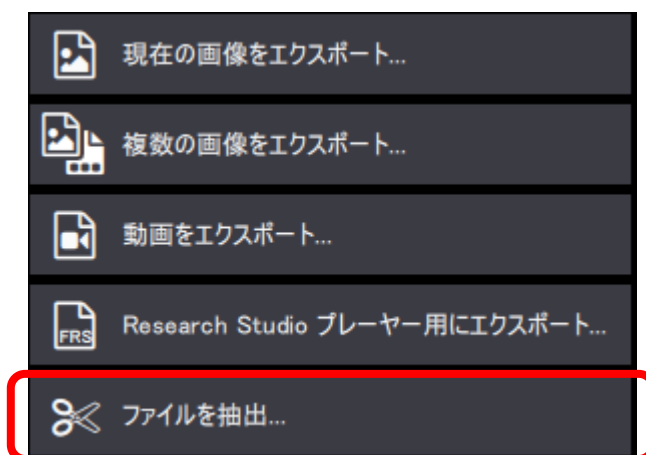 現在の画像をエクスポート...
複数の画像をエクスポート...
動画をエクスポート...
FRS
Research Studio プレーヤー用にエクスポート...
ファイルを抽出...